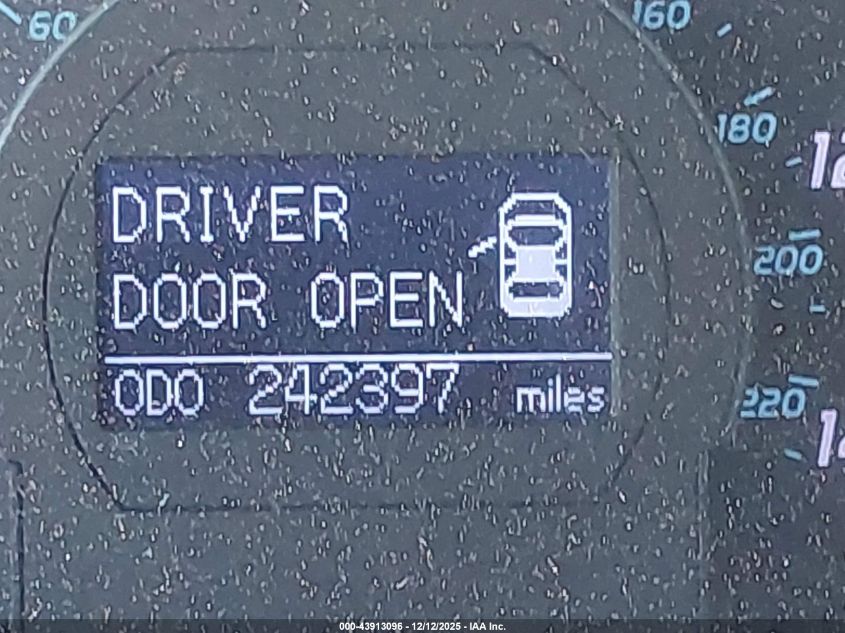 60
160
180
200
220
DRIVER
DOOR OPEN
ODO 242397 miles
000-43913096 - 12/12/2025 - IAA Inc.